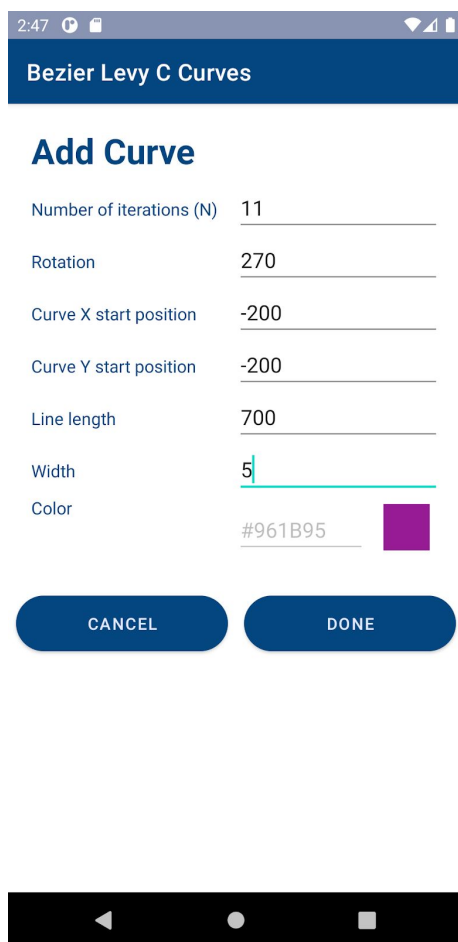 2:47
Bezier Levy C Curves
Add Curve
Number of iterations (N) 11
Rotation 270
Curve X start position -200
Curve Y start position -200
Line length 700
Width 5
Color #961B95
CANCEL DONE